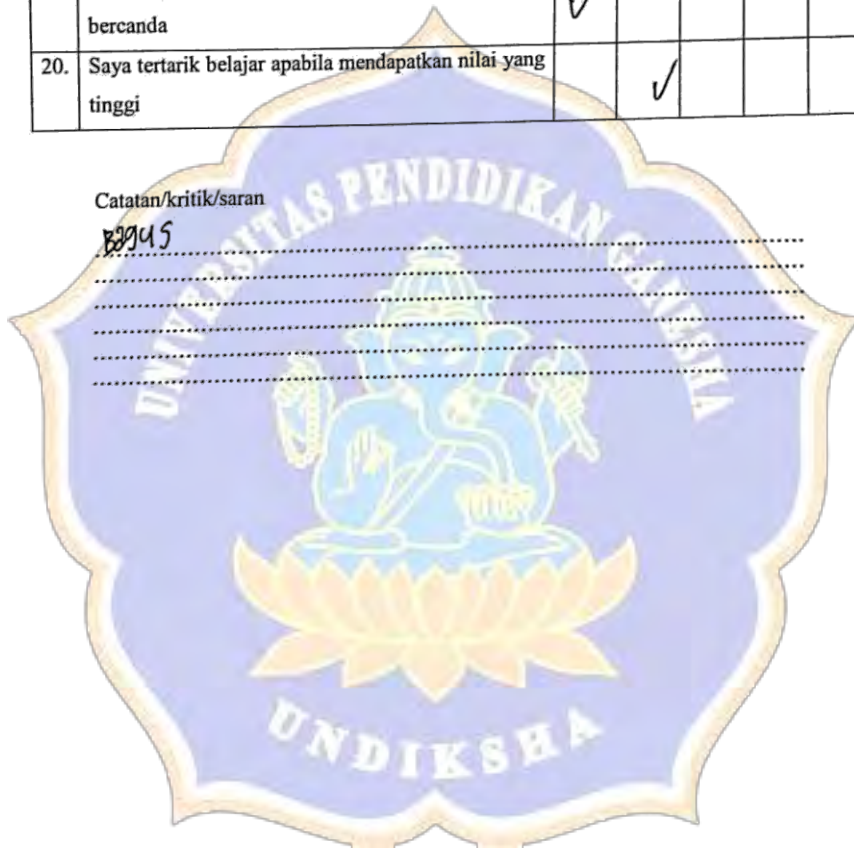 bercanda ✓
20. Saya tertarik belajar apabila mendapatkan nilai yang ✓
tinggi
Catatan/kritik/saran
Bagus
UNIVERSITAS PENDIDIKAN GANESHA
UNDIKSHA